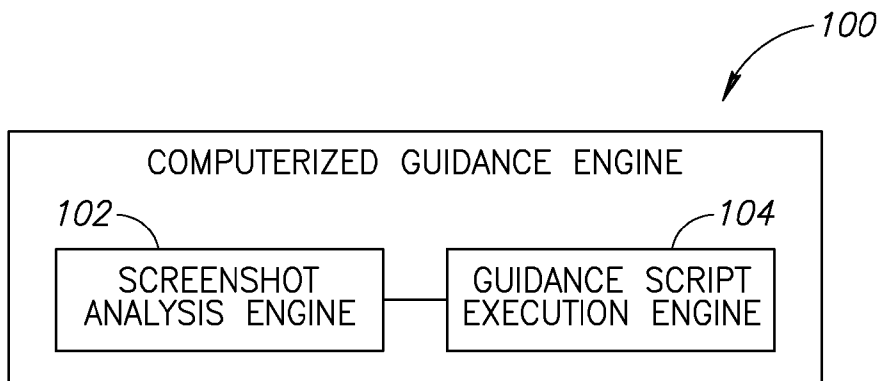 100
COMPUTERIZED GUIDANCE ENGINE
102
104
SCREENSHOT
ANALYSIS ENGINE
GUIDANCE SCRIPT
EXECUTION ENGINE